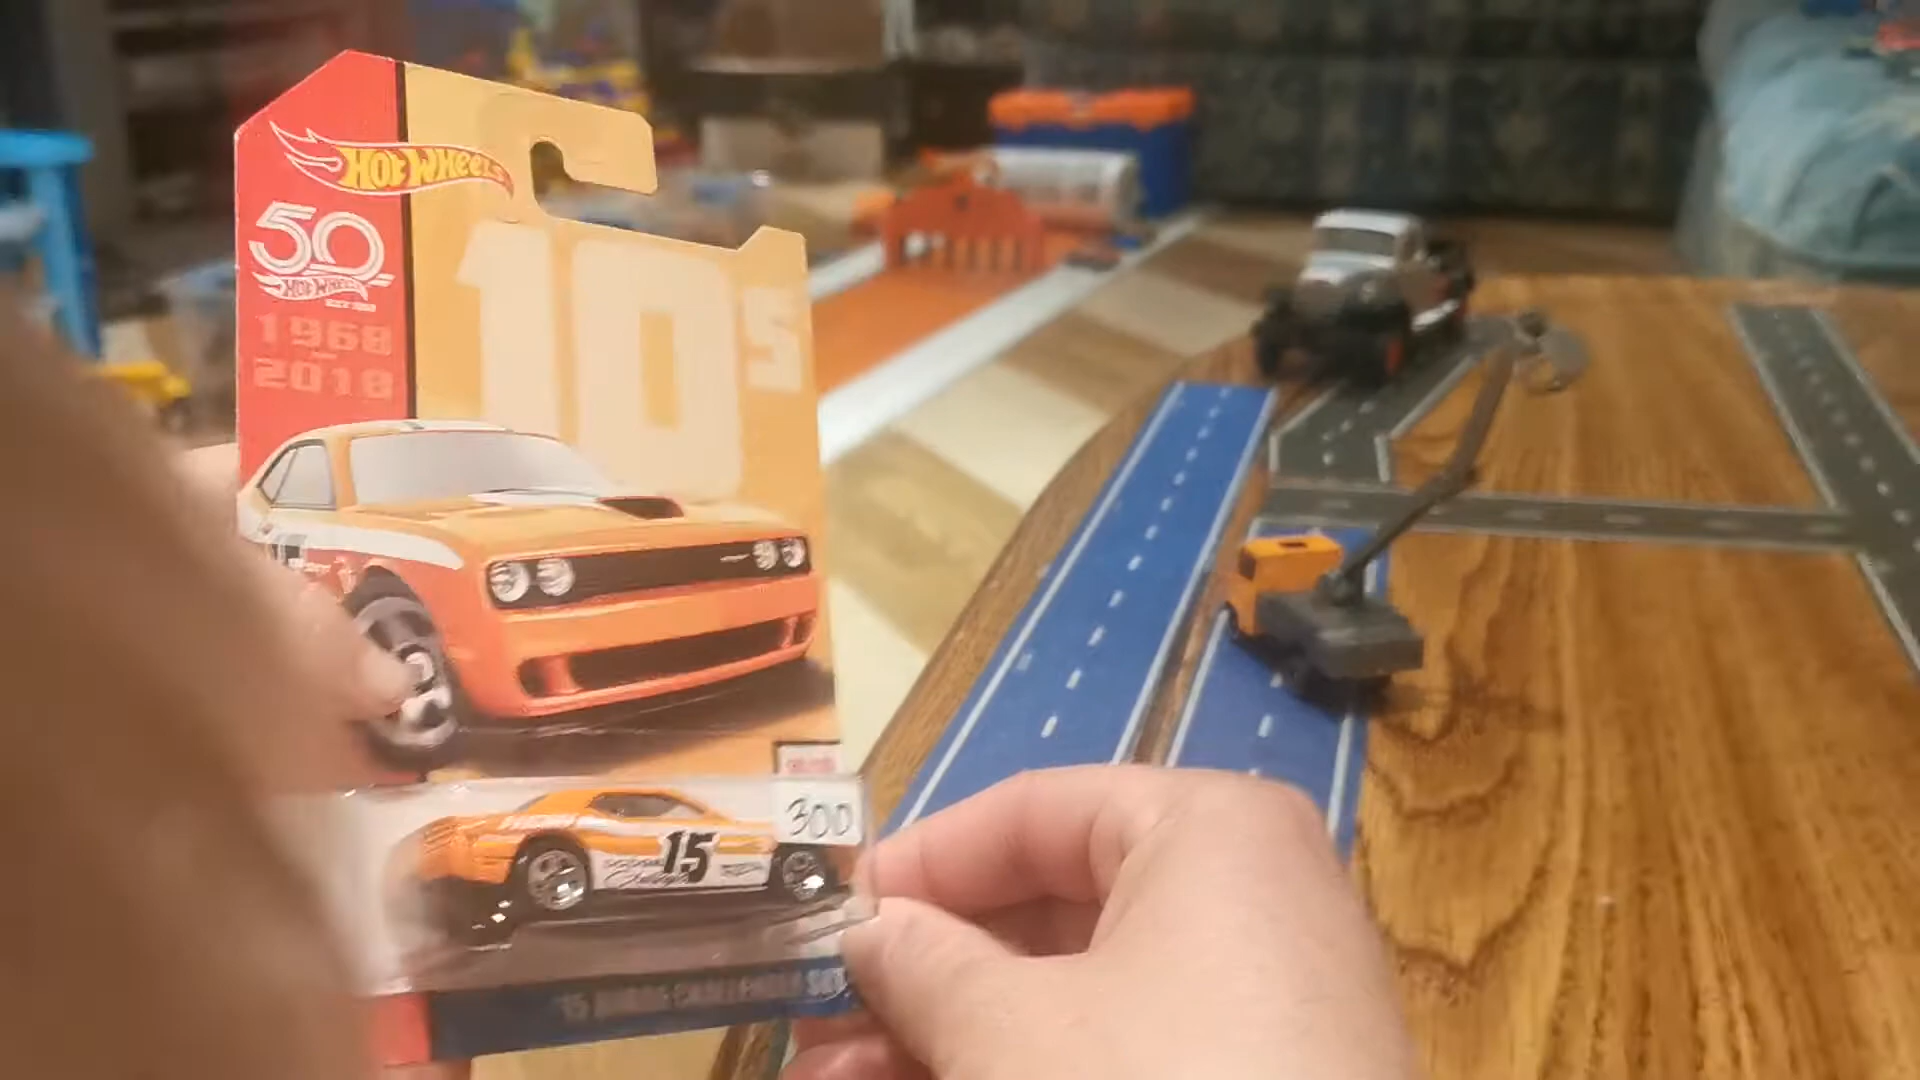 HOT WHEELS
50
HOT WHEELS
1968
2018
10s
300
15
'15 DODGE CHALLENGER SRT